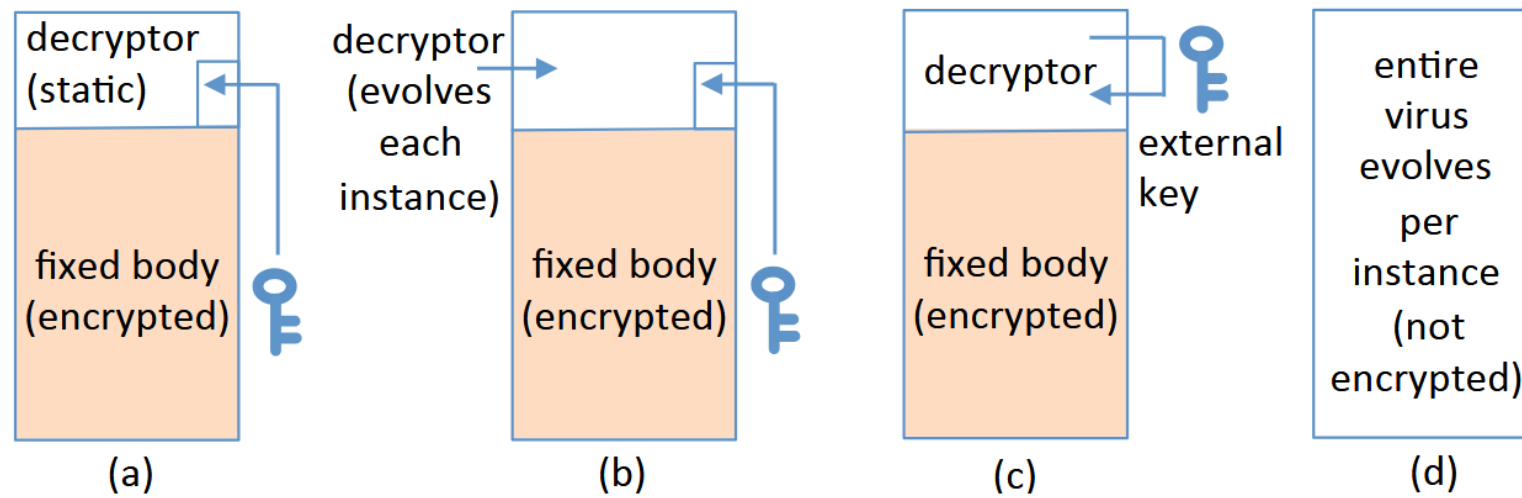 decryptor
(static)
fixed body
(encrypted)
(a)
decryptor
(evolves
each
instance)
fixed body
(encrypted)
(b)
decryptor
external
key
fixed body
(encrypted)
(c)
entire
virus
evolves
per
instance
(not
encrypted)
(d)